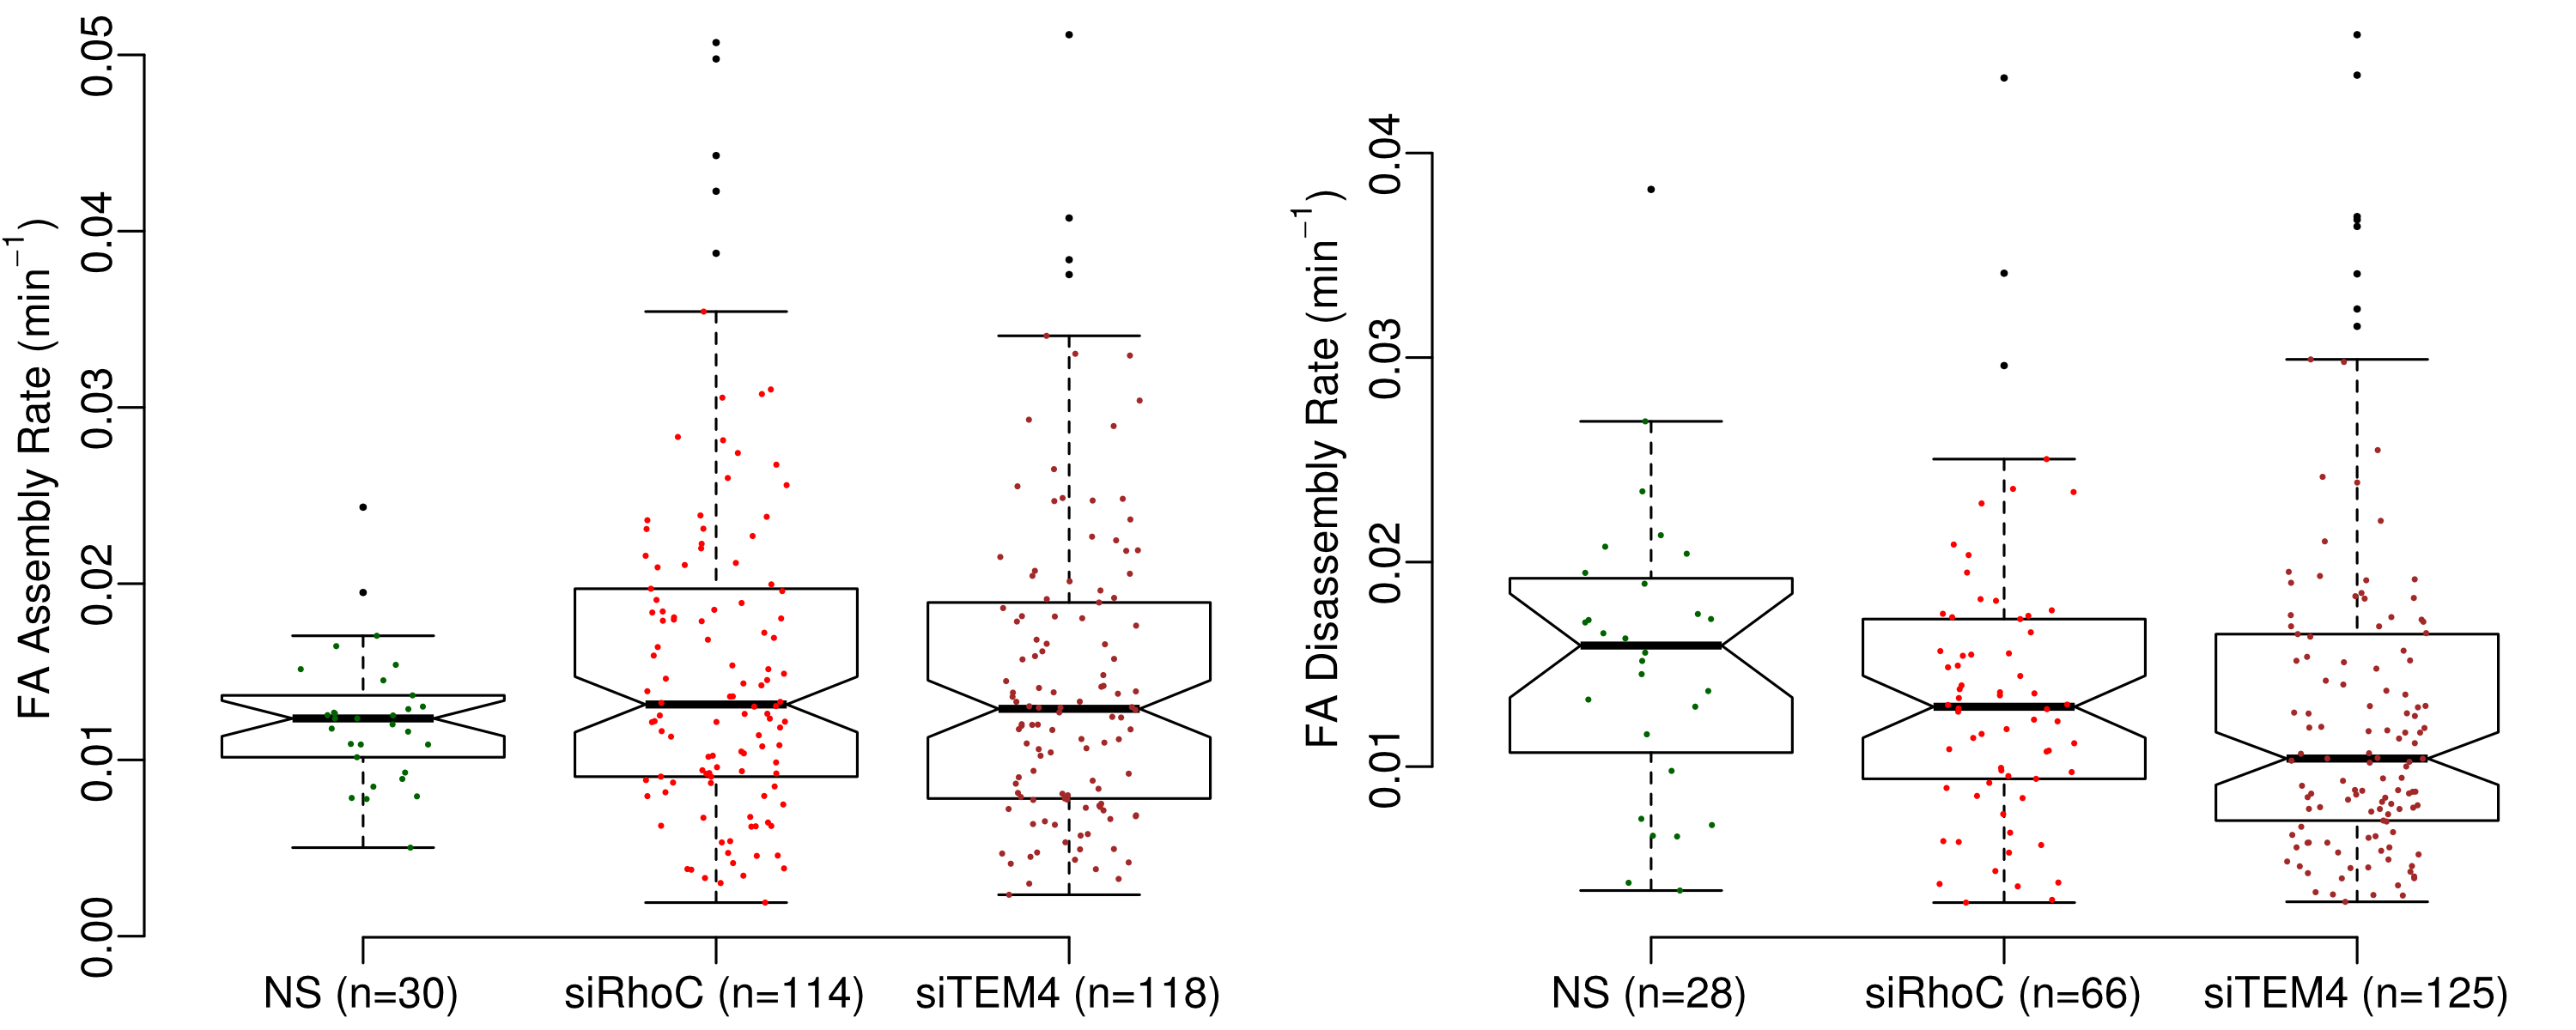 FA Assembly Rate (min⁻¹)
0.05
0.04
0.03
0.02
0.01
0.00
NS (n=30)
siRhoC (n=114)
siTEM4 (n=118)
FA Disassembly Rate (min⁻¹)
0.04
0.03
0.02
0.01
NS (n=28)
siRhoC (n=66)
siTEM4 (n=125)